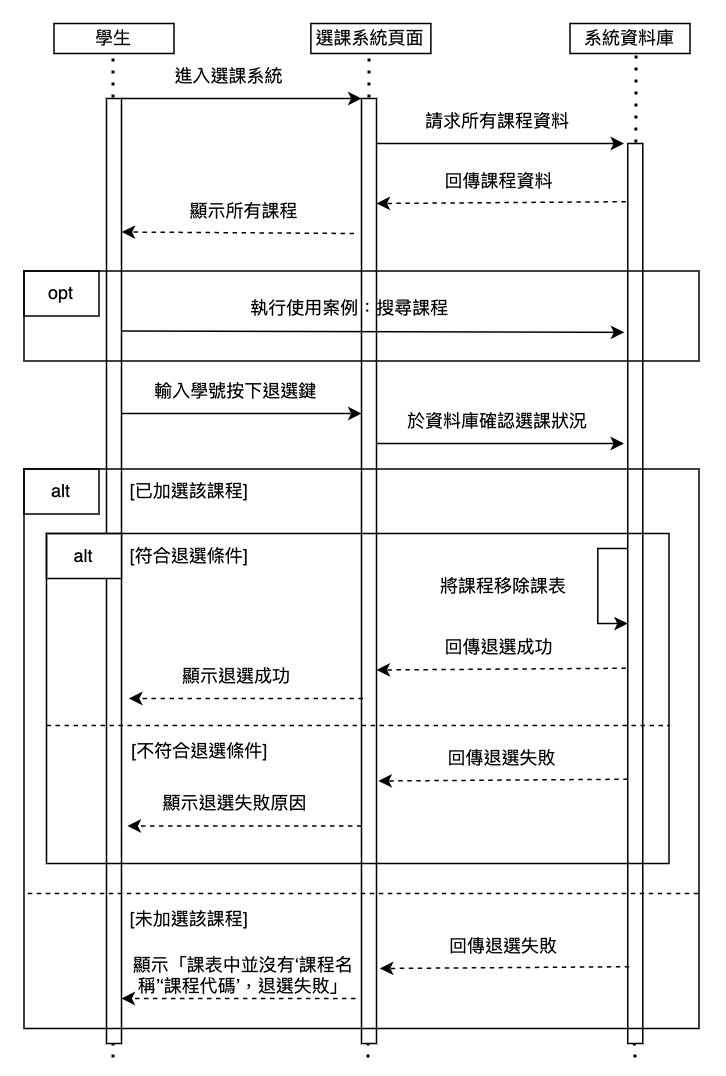 學生
選課系統頁面
系統資料庫
進入選課系統
請求所有課程資料
回傳課程資料
顯示所有課程
opt
執行使用案例：搜尋課程
輸入學號按下退選鍵
於資料庫確認選課狀況
alt
[已加選該課程]
alt
[符合退選條件]
將課程移除課表
回傳退選成功
顯示退選成功
[不符合退選條件]
回傳退選失敗
顯示退選失敗原因
[未加選該課程]
回傳退選失敗
顯示「課表中並沒有‘課程名
稱’‘課程代碼’，退選失敗」